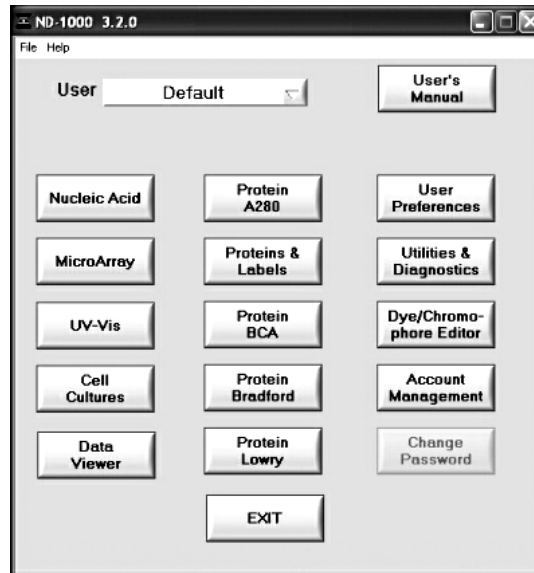 ND-1000 3.2.0
File Help
User Default
User's
Manual
Nucleic Acid
Protein
A280
User
Preferences
MicroArray
Proteins &
Labels
Utilities &
Diagnostics
UV-Vis
Protein
BCA
Dye/Chromo-
phore Editor
Cell
Cultures
Protein
Bradford
Account
Management
Data
Viewer
Protein
Lowry
Change
Password
EXIT